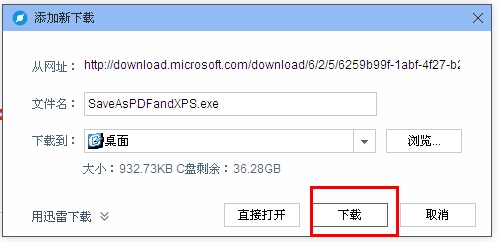 添加新下载
从网址： http://download.microsoft.com/download/6/2/5/6259b99f-1abf-4f27-b2
文件名： SaveAsPDFandXPS.exe
下载到： 桌面 浏览...
大小：932.73KB C盘剩余：36.28GB
用迅雷下载 直接打开 下载 取消